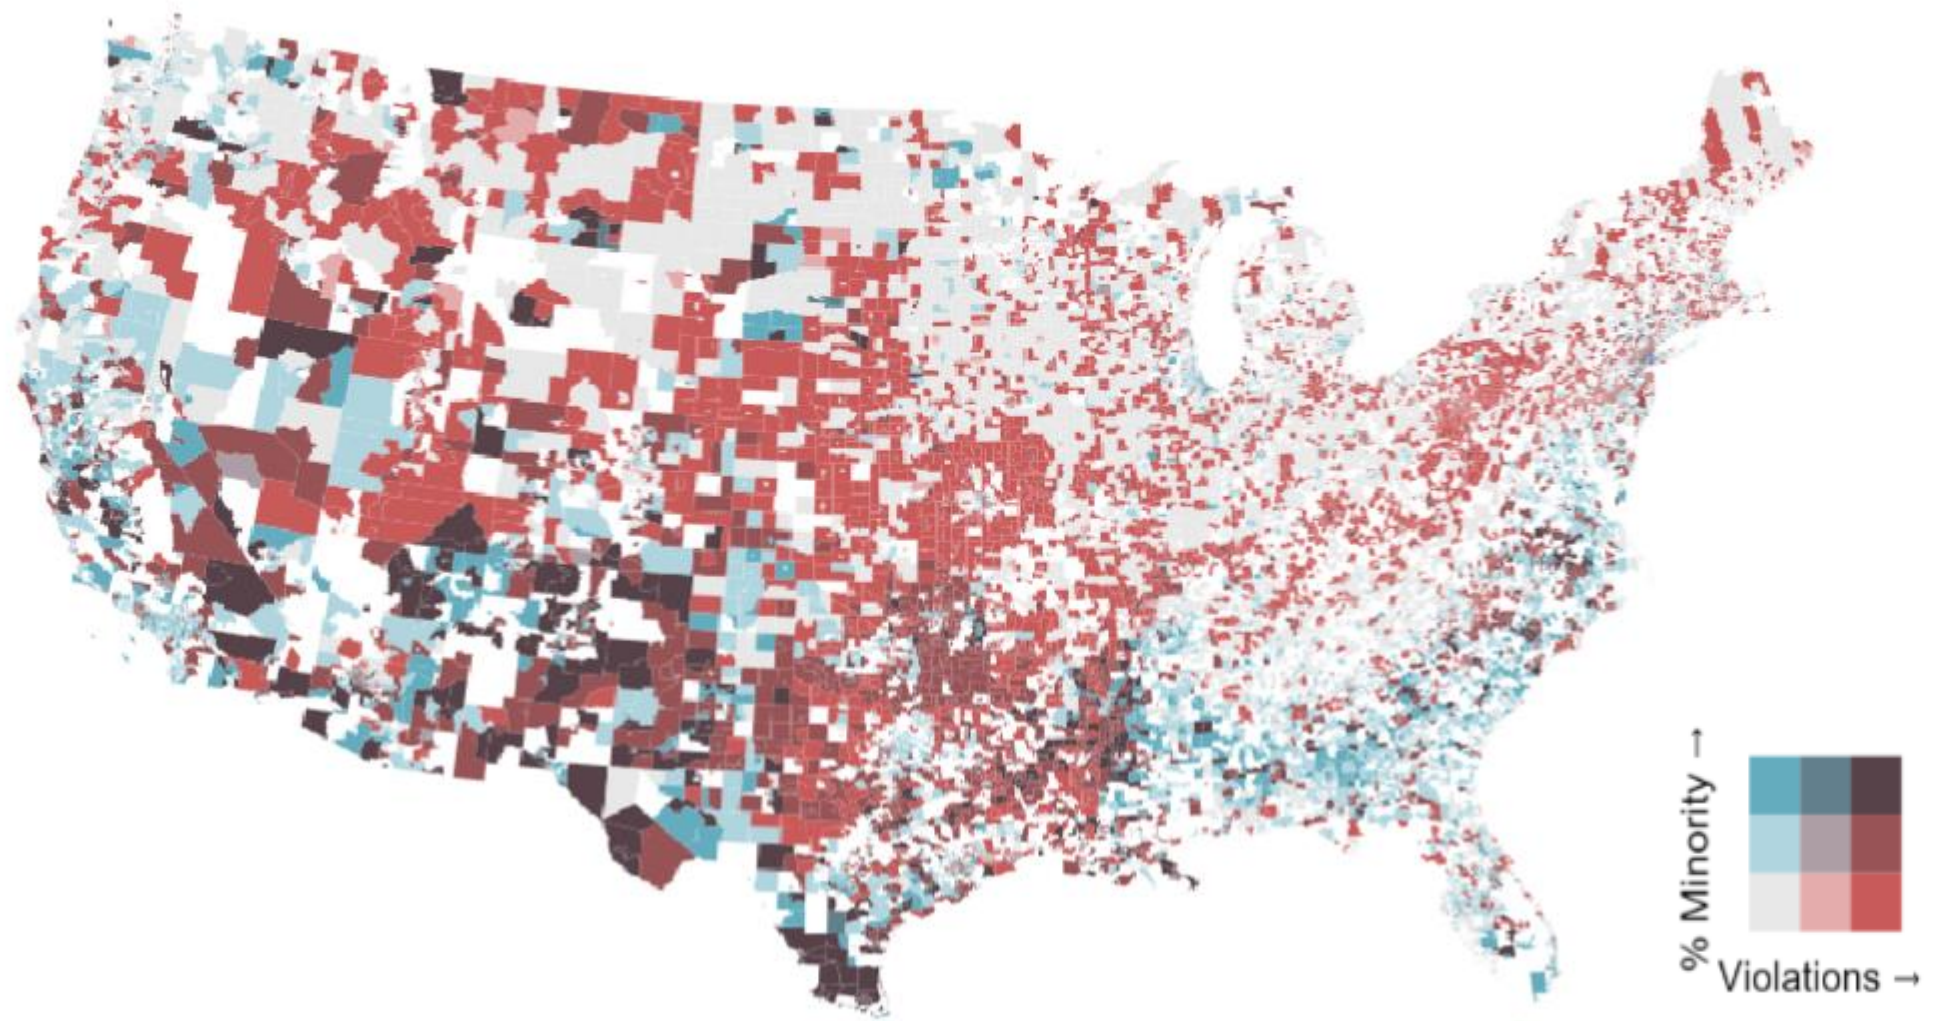 % Minority →
Violations →